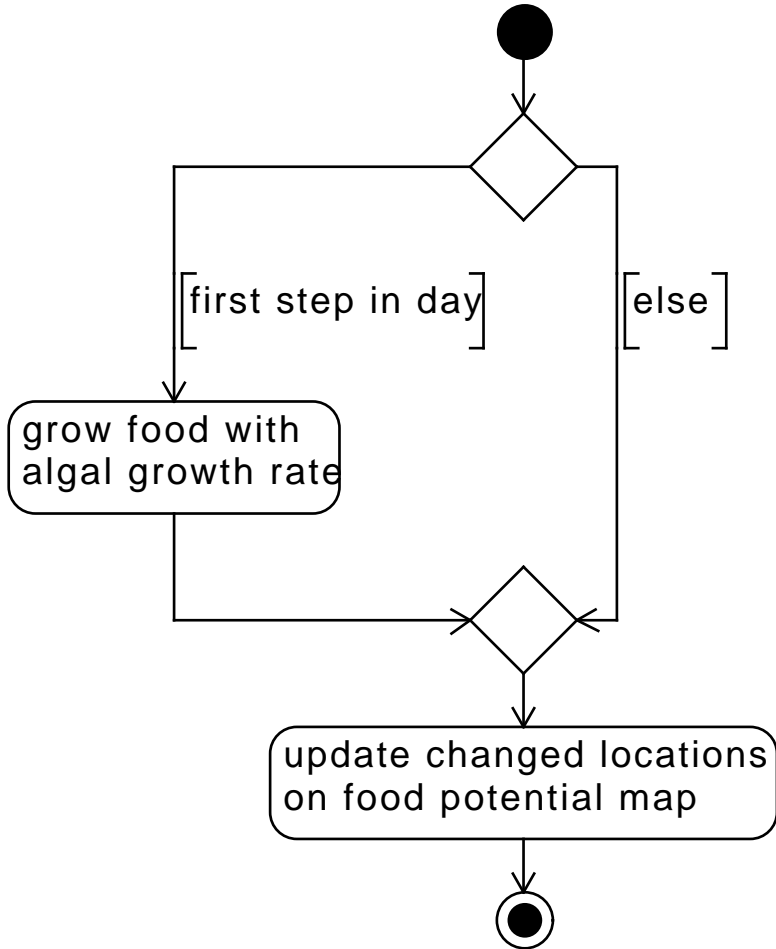 [first step in day]
[else]
grow food with
algal growth rate
update changed locations
on food potential map